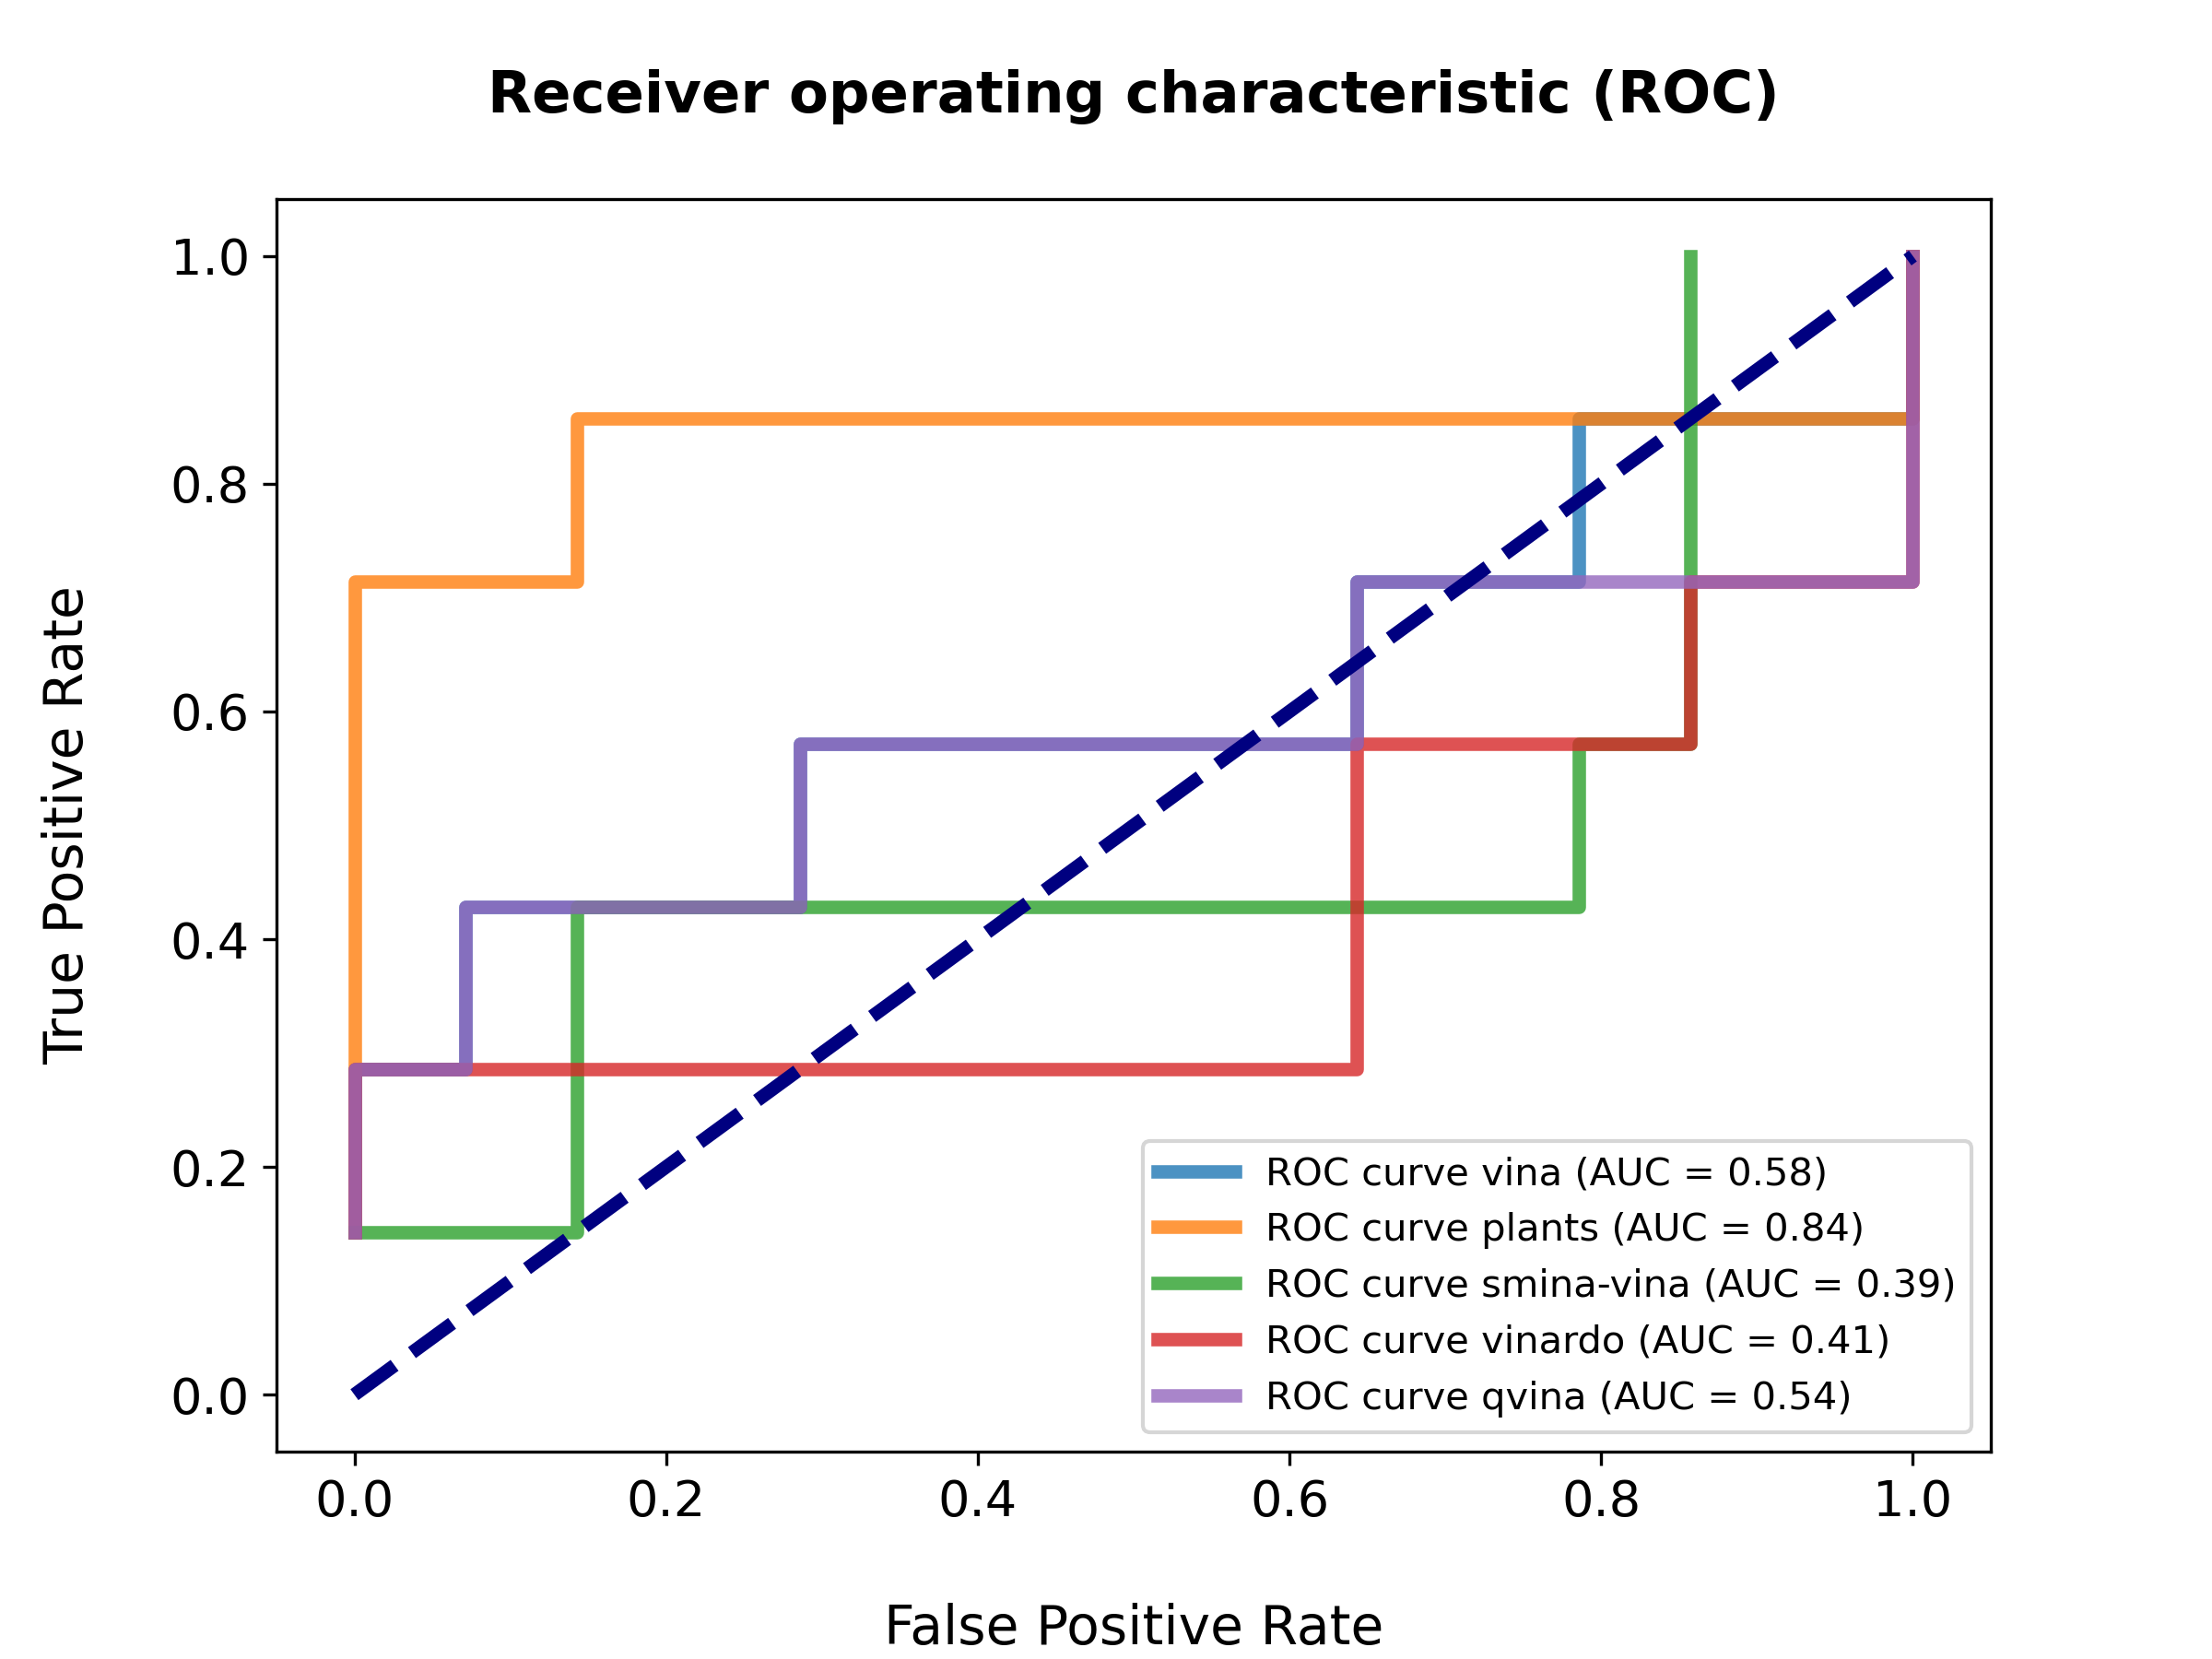 Receiver operating characteristic (ROC)
1.0
0.8
0.6
0.4
0.2
0.0
True Positive Rate
ROC curve vina (AUC = 0.58)
ROC curve plants (AUC = 0.84)
ROC curve smina-vina (AUC = 0.39)
ROC curve vinardo (AUC = 0.41)
ROC curve qvina (AUC = 0.54)
0.0 0.2 0.4 0.6 0.8 1.0
False Positive Rate